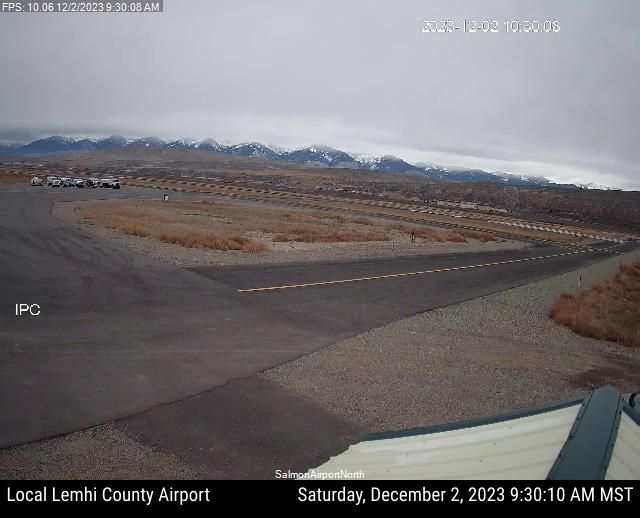 FPS: 10.06 12/2/2023 9:30:08 AM
2023-12-02 10:30:08
IPC
SalmonAirportNorth
Local Lemhi County Airport Saturday, December 2, 2023 9:30:10 AM MST